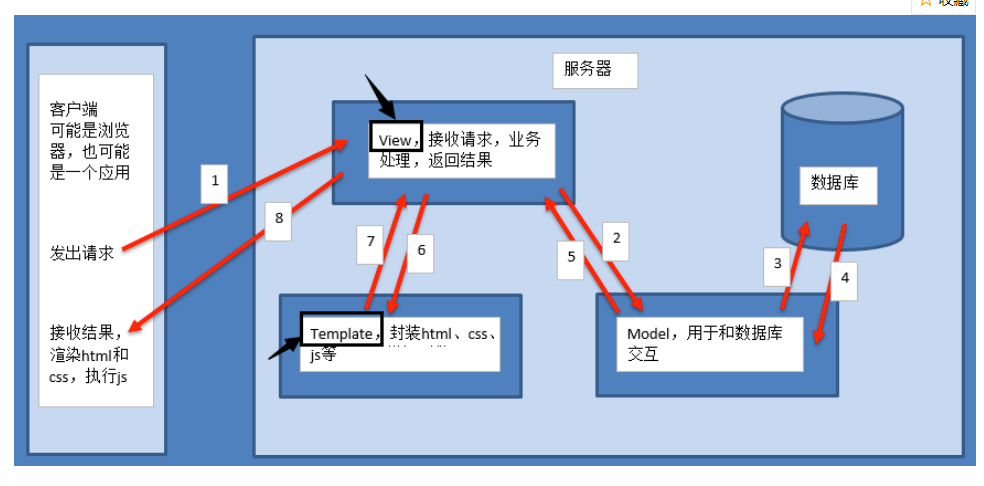 收藏
服务器
客户端
可能是浏览
器，也可能
是一个应用
发出请求
接收结果，
渲染html和
css，执行js
1
8
View，接收请求，业务
处理，返回结果
7
6
5
2
3
4
数据库
Template，封装html、css、
js等
Model，用于和数据库
交互